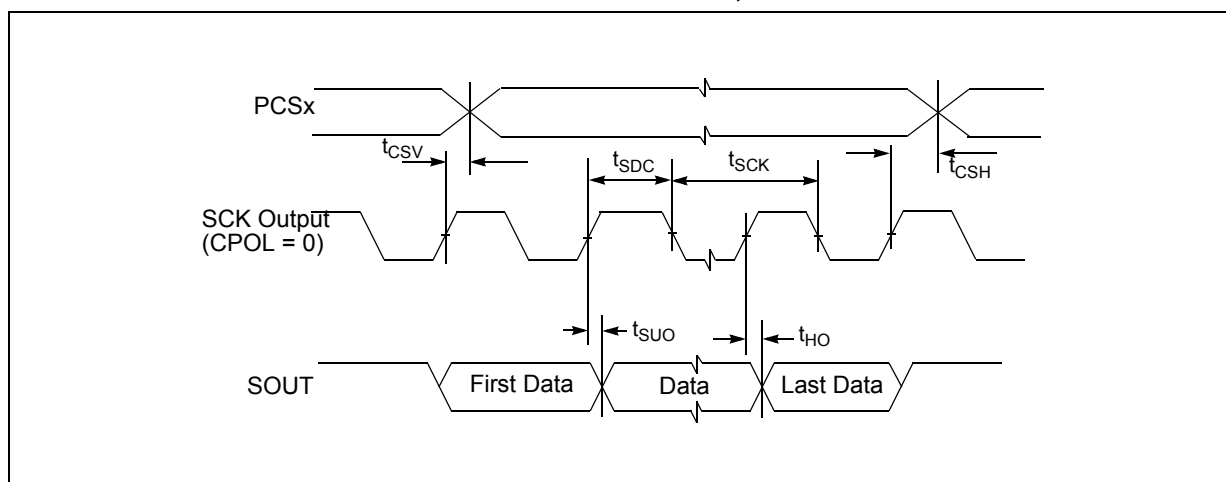 PCSx
tCSV
tSDC
tSCK
tCSH
SCK Output
(CPOL = 0)
tSUO
tHO
SOUT
First Data
Data
Last Data